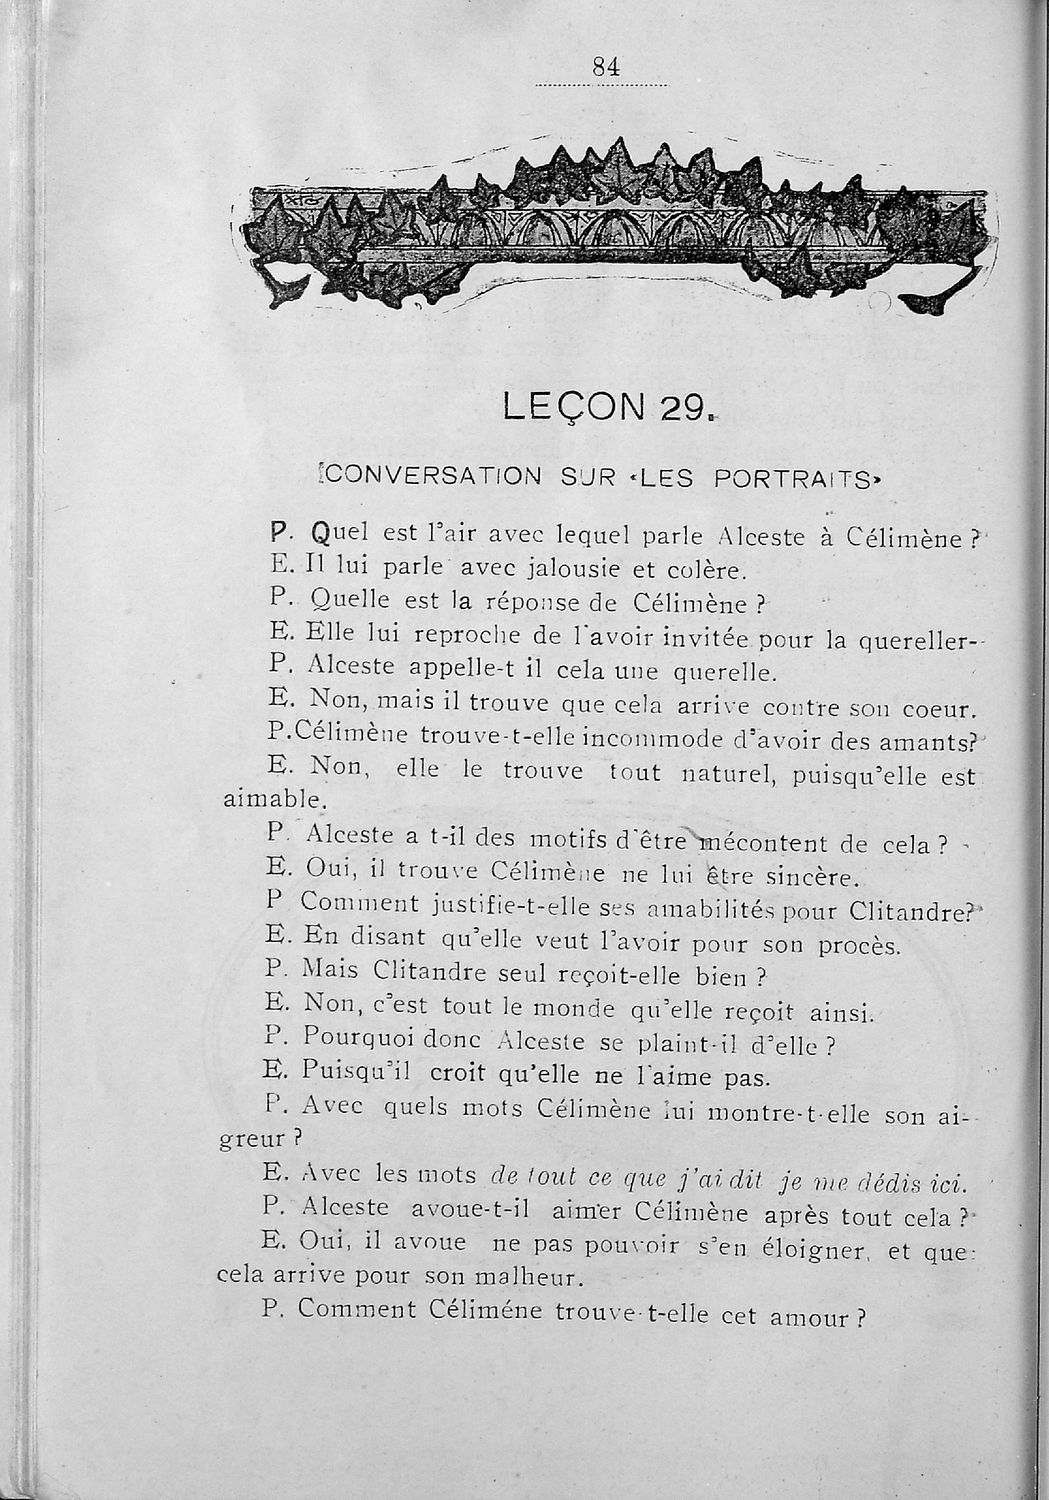 84
LEÇON 29.
CONVERSATION SUR «LES PORTRAITS»
P. Quel est l'air avec lequel parle Alceste à Célimène ?
E. Il lui parle avec jalousie et colère.
P. Quelle est la réponse de Célimène ?
E. Elle lui reproche de l'avoir invitée pour la quereller--
P. Alceste appelle-t il cela une querelle.
E. Non, mais il trouve que cela arrive contre son coeur.
P.Célimène trouve-t-elle incommode d'avoir des amants?
E. Non, elle le trouve tout naturel, puisqu'elle est
aimable.
P. Alceste a t-il des motifs d'être mécontent de cela ?
E. Oui, il trouve Célimène ne lui être sincère.
P Comment justifie-t-elle ses amabilités pour Clitandre?
E. En disant qu'elle veut l'avoir pour son procès.
P. Mais Clitandre seul reçoit-elle bien ?
E. Non, c'est tout le monde qu'elle reçoit ainsi.
P. Pourquoi donc Alceste se plaint-il d'elle ?
E. Puisqu'il croit qu'elle ne l'aime pas.
P. Avec quels mots Célimène lui montre-t-elle son ai-
greur ?
E. Avec les mots de tout ce que j'ai dit je me dédis ici.
P. Alceste avoue-t-il aimer Célimène après tout cela ?
E. Oui, il avoue ne pas pouvoir s'en éloigner, et que
cela arrive pour son malheur.
P. Comment Céliméne trouve-t-elle cet amour ?